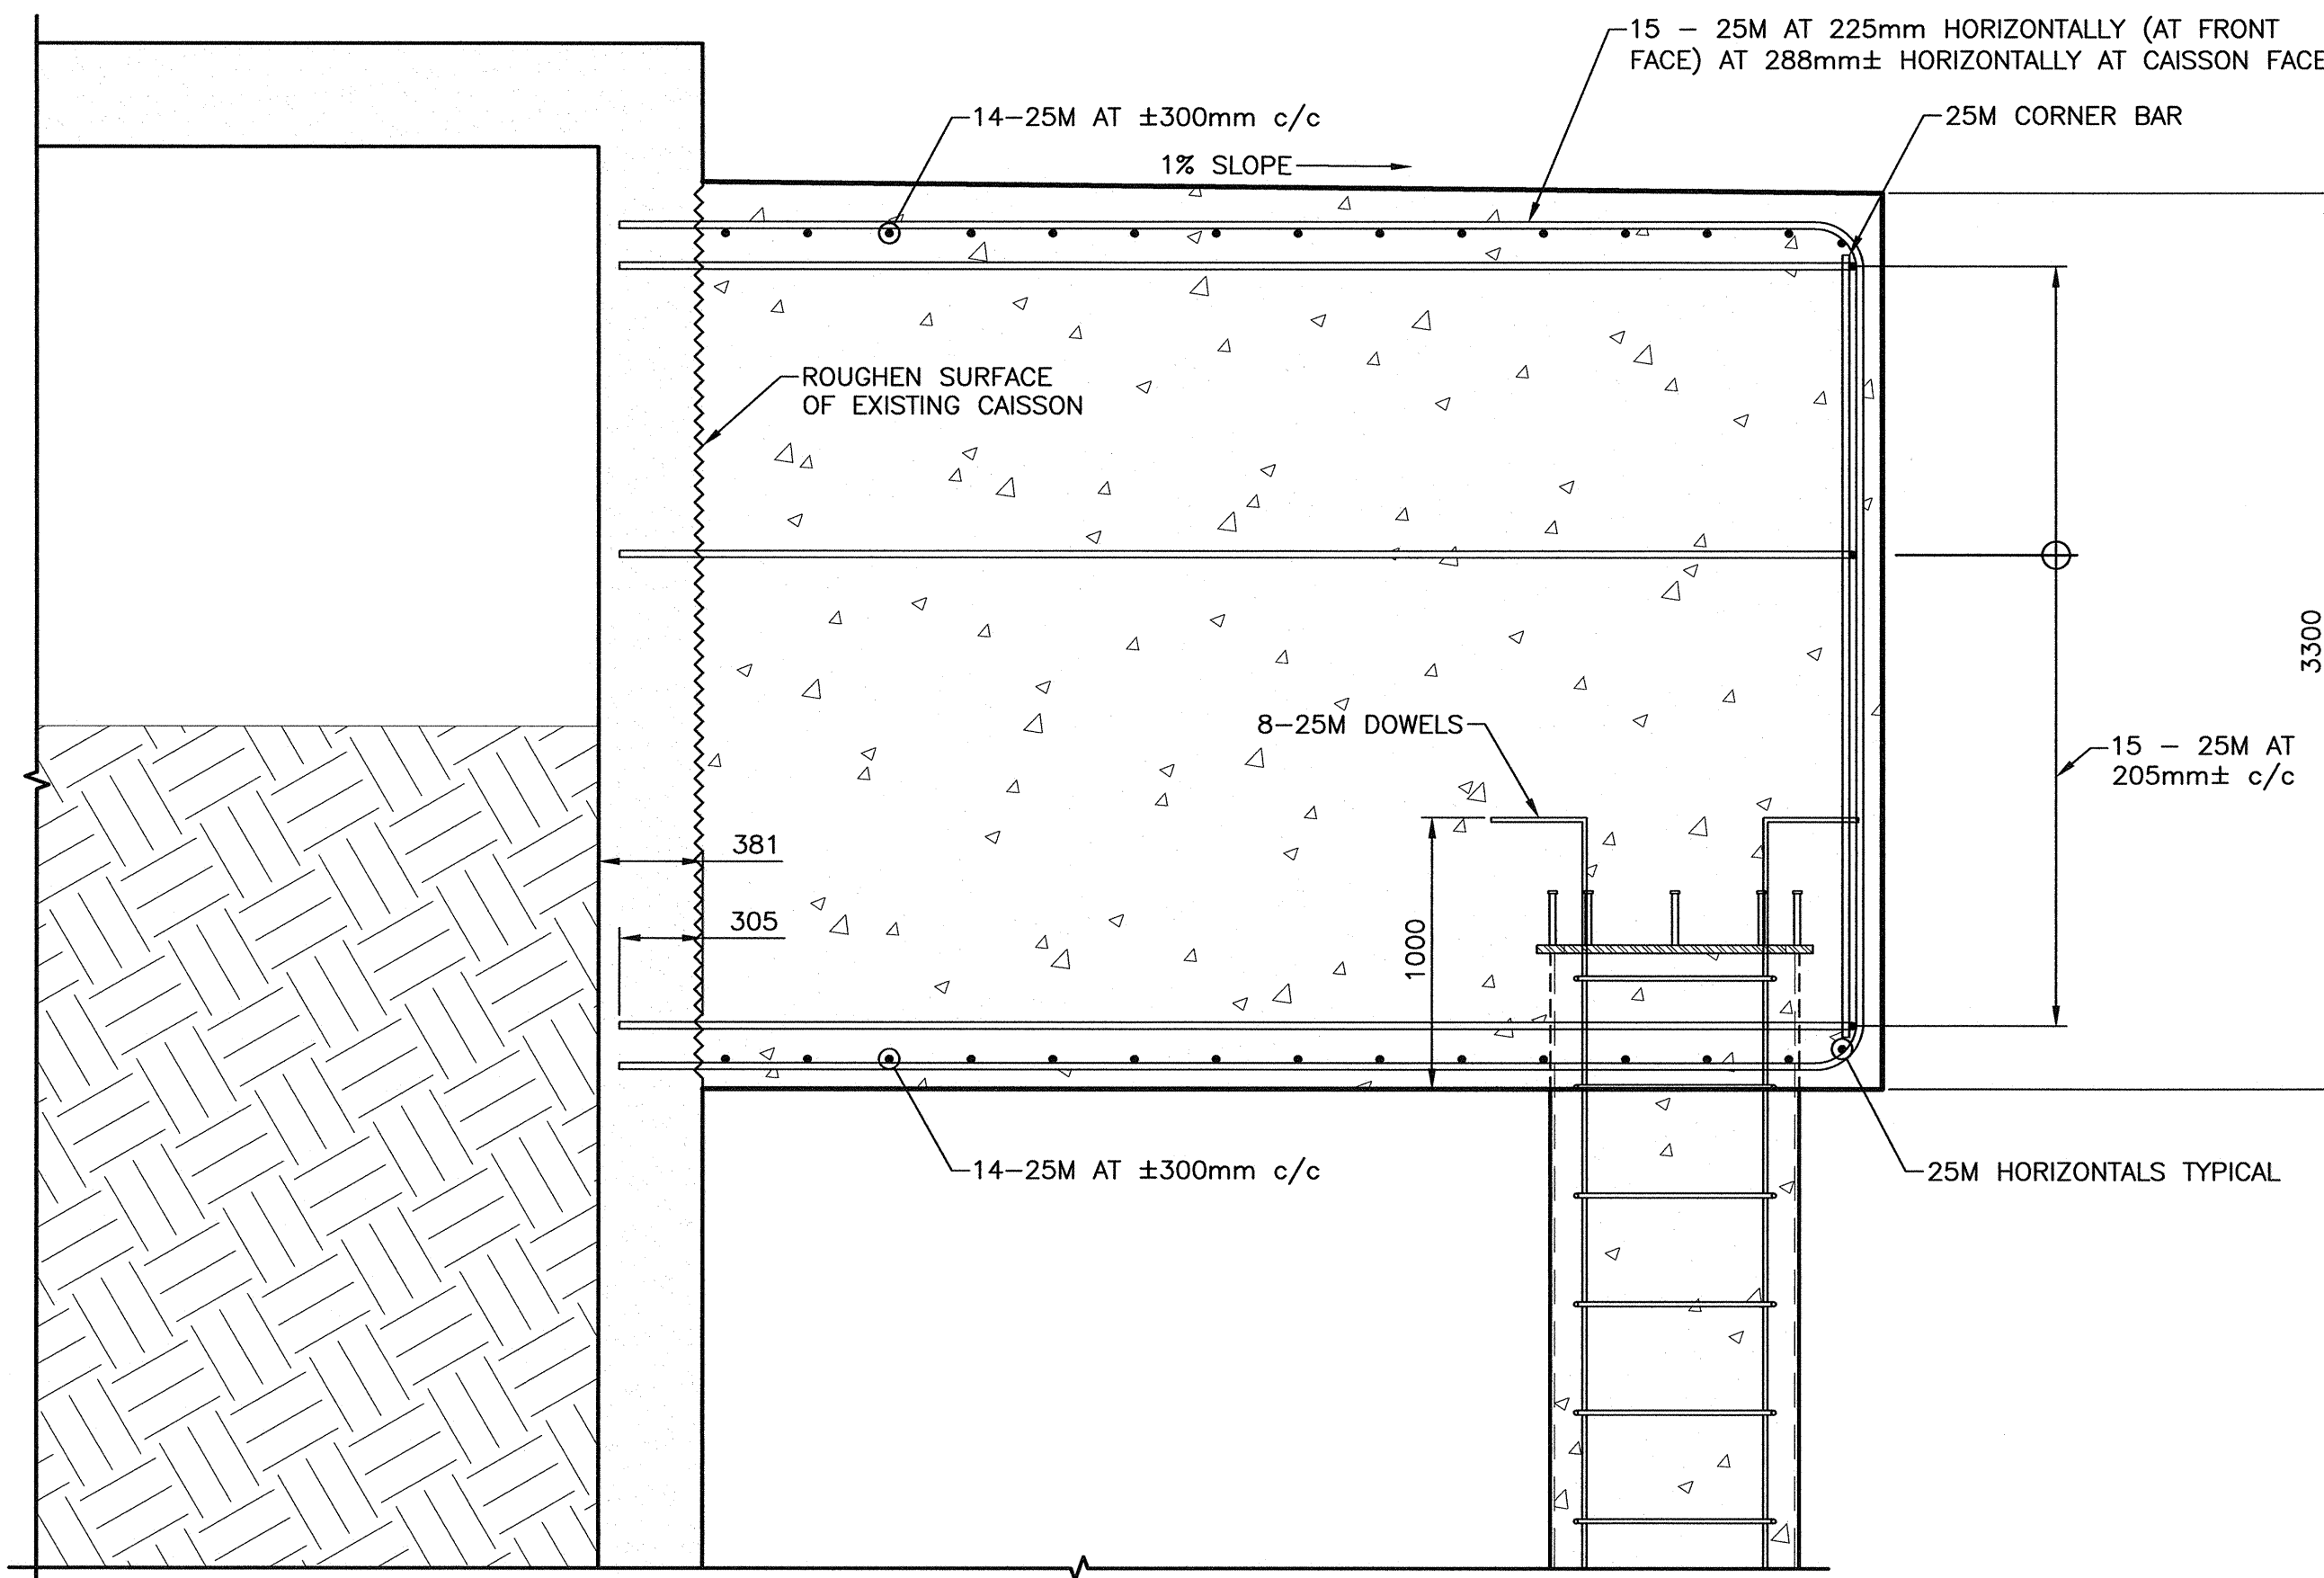 15 - 25M AT 225mm HORIZONTALLY (AT FRONT
FACE) AT 288mm± HORIZONTALLY AT CAISSON FACE
14-25M AT ±300mm c/c
25M CORNER BAR
1% SLOPE
ROUGHEN SURFACE
OF EXISTING CAISSON
3300
8-25M DOWELS
15 - 25M AT
205mm± c/c
381
305
1000
14-25M AT ±300mm c/c
25M HORIZONTALS TYPICAL